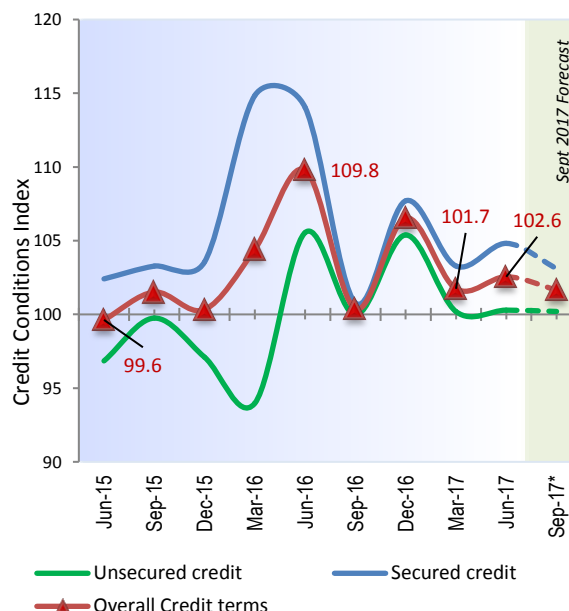 Credit Conditions Index
120
115
110
105
100
95
90
Sept 2017 Forecast
109.8
101.7
102.6
99.6
Jun-15
Sep-15
Dec-15
Mar-16
Jun-16
Sep-16
Dec-16
Mar-17
Jun-17
Sep-17*
Unsecured credit
Secured credit
Overall Credit terms